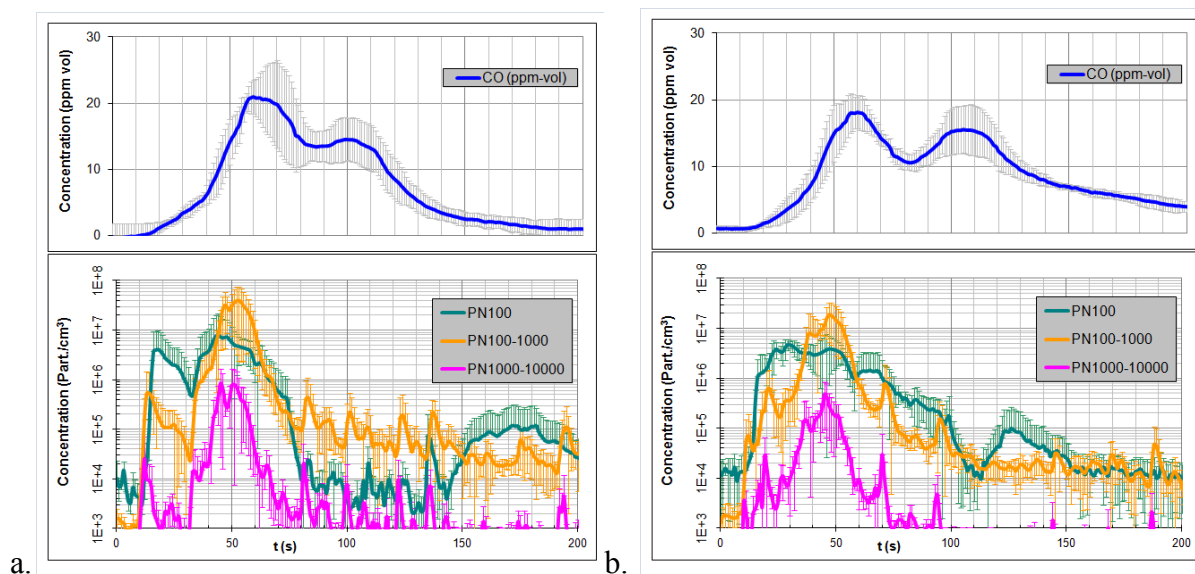 30
20
10
0
Concentration (ppm vol)
CO (ppm-vol)
1E+8
1E+7
1E+6
1E+5
1E+4
1E+3
Concentration (Part./cm³)
PN100
PN100-1000
PN1000-10000
0 50 100 150 200
t (s)
a.
30
20
10
0
Concentration (ppm vol)
CO (ppm-vol)
1E+8
1E+7
1E+6
1E+5
1E+4
1E+3
Concentration (Part./cm³)
PN100
PN100-1000
PN1000-10000
0 50 100 150 200
t (s)
b.